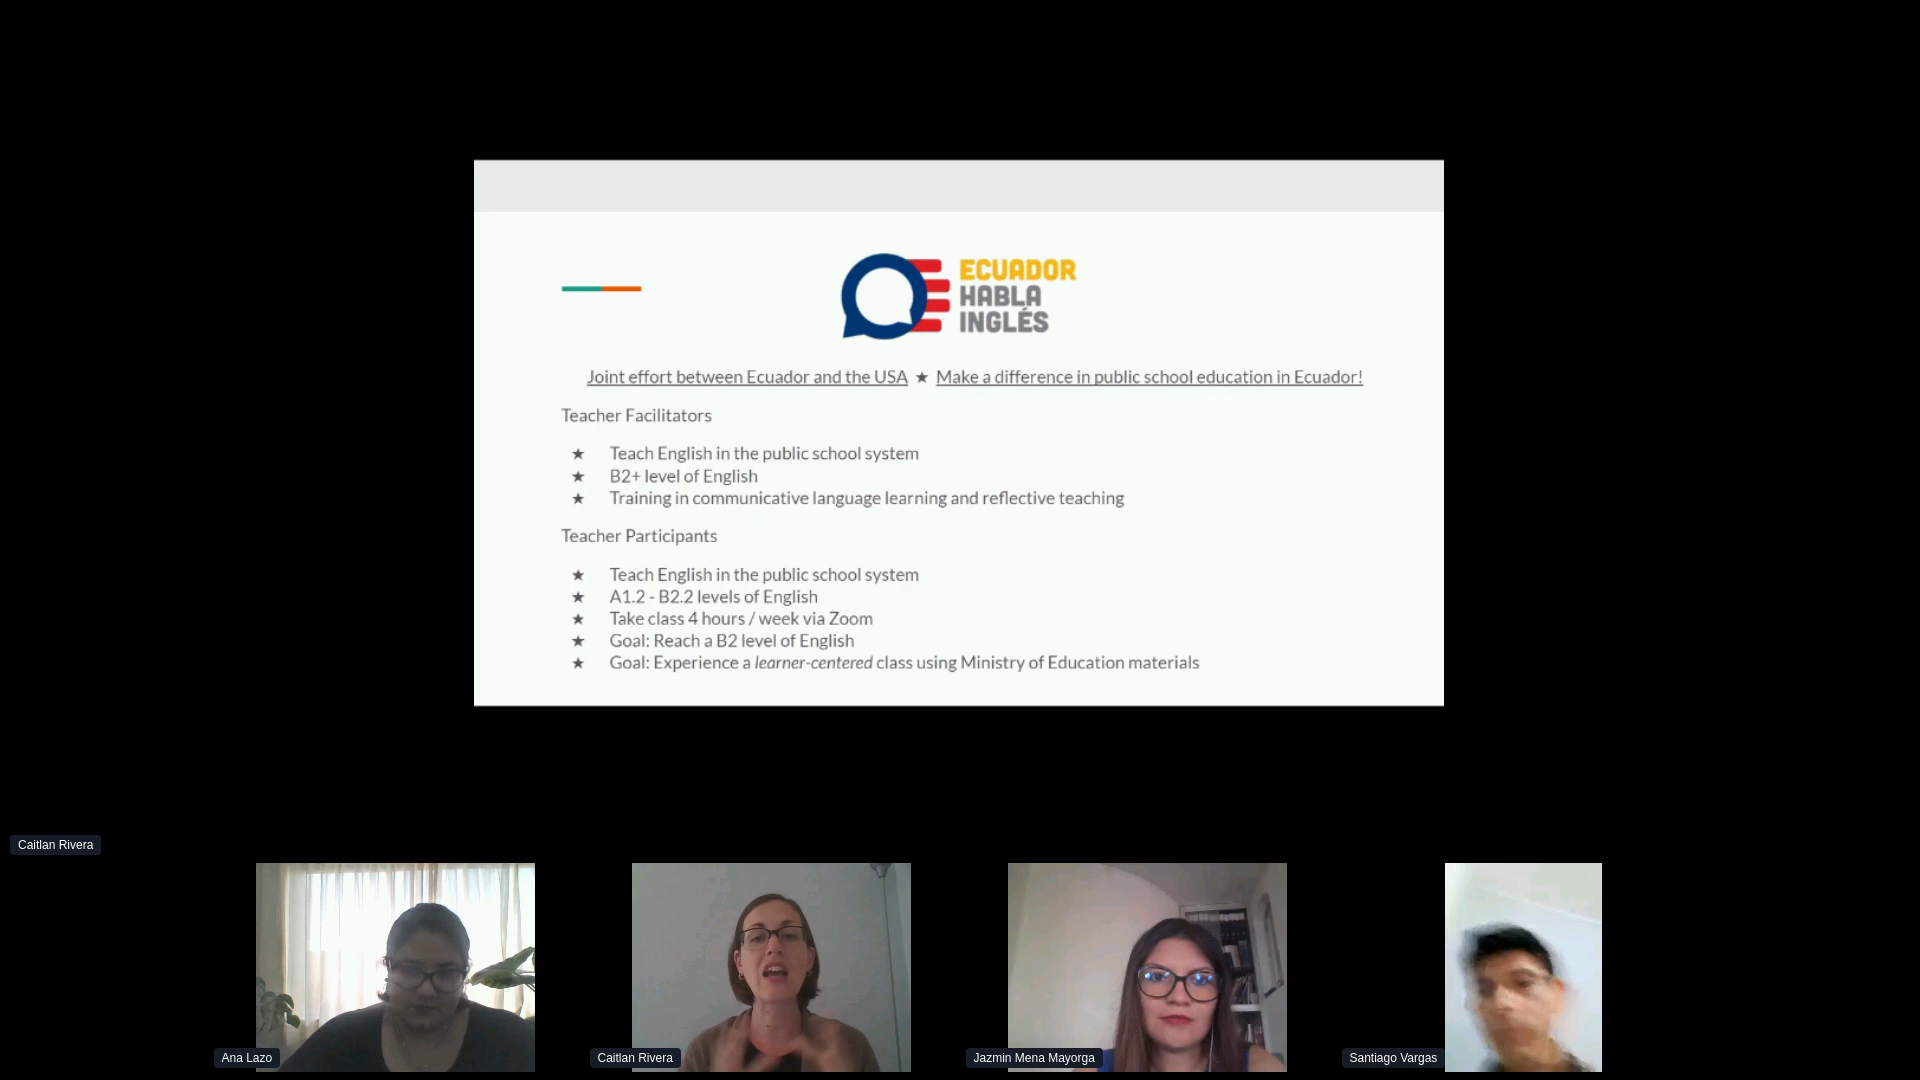 ECUADOR
HABLA
INGLÉS
Joint effort between Ecuador and the USA ★ Make a difference in public school education in Ecuador!
Teacher Facilitators
★ Teach English in the public school system
★ B2+ level of English
★ Training in communicative language learning and reflective teaching
Teacher Participants
★ Teach English in the public school system
★ A1.2 - B2.2 levels of English
★ Take class 4 hours / week via Zoom
★ Goal: Reach a B2 level of English
★ Goal: Experience a learner-centered class using Ministry of Education materials
Caitlan Rivera
Ana Lazo
Caitlan Rivera
Jazmin Mena Mayorga
Santiago Vargas